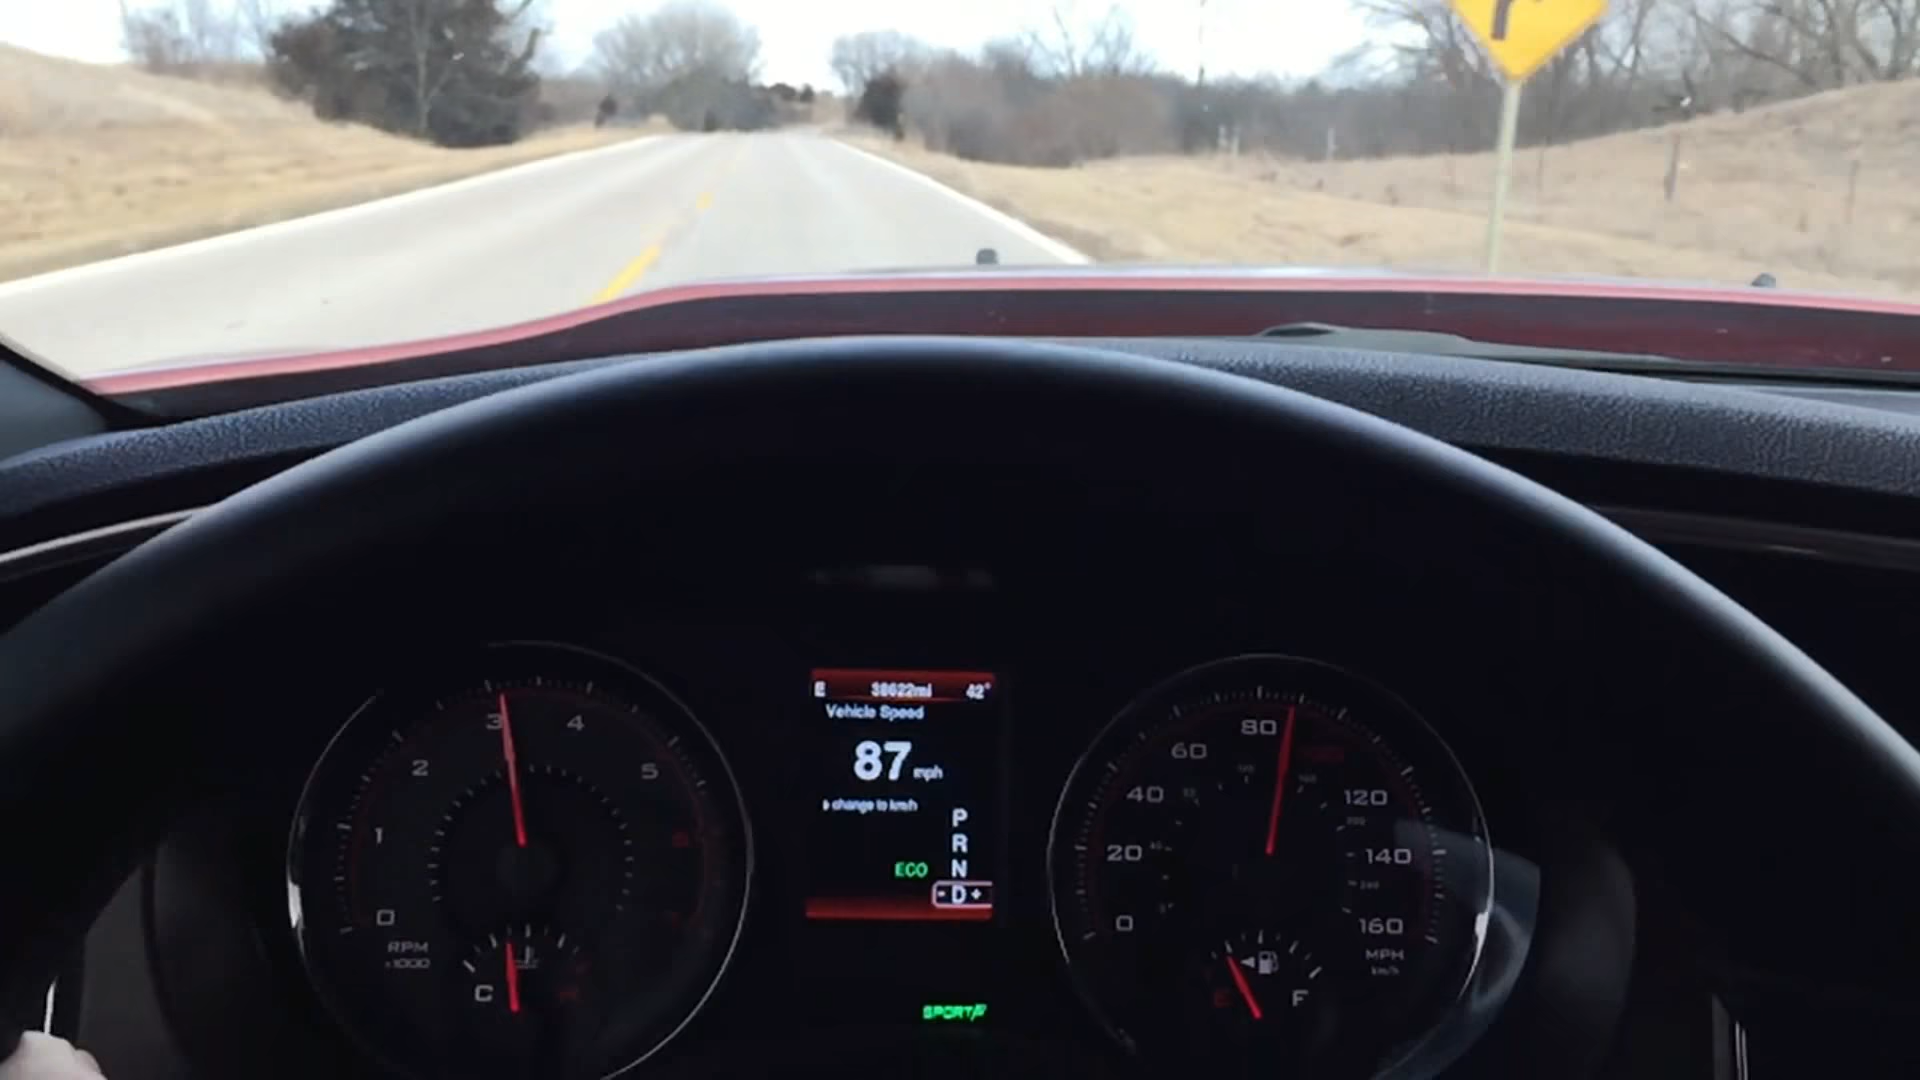 E 38622mi 42°
Vehicle Speed
87 mph
change to km/h
P
R
N
ECO
- D +
SPORT
0
1
2
3
4
5
RPM
x1000
C
0
20
40
60
80
120
140
160
MPH
km/h
E
F